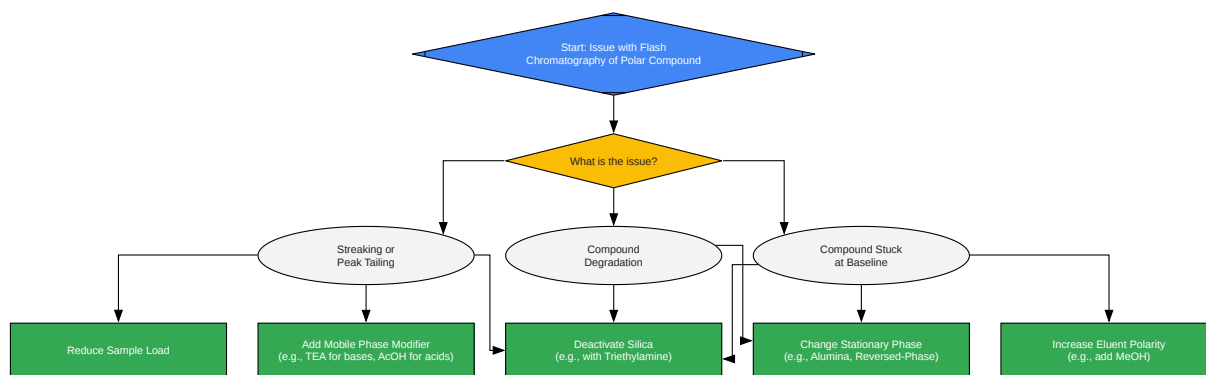 Start: Issue with Flash
Chromatography of Polar Compound
What is the issue?
Streaking or
Peak Tailing
Compound
Degradation
Compound Stuck
at Baseline
Reduce Sample Load
Add Mobile Phase Modifier
(e.g., TEA for bases, AcOH for acids)
Deactivate Silica
(e.g., with Triethylamine)
Change Stationary Phase
(e.g., Alumina, Reversed-Phase)
Increase Eluent Polarity
(e.g., add MeOH)